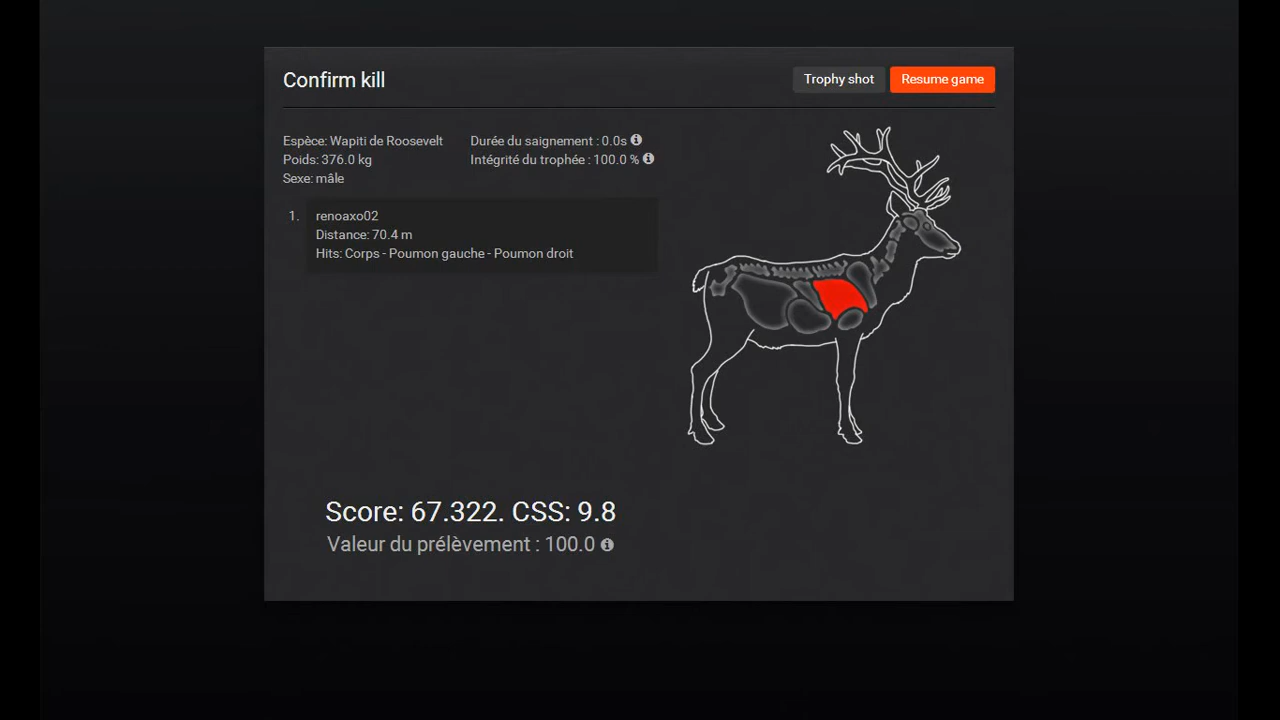 Confirm kill
Trophy shot
Resume game
Espèce: Wapiti de Roosevelt
Poids: 376.0 kg
Sexe: mâle
Durée du saignement : 0.0s
Intégrité du trophée : 100.0 %
1.
renoaxo02
Distance: 70.4 m
Hits: Corps - Poumon gauche - Poumon droit
Score: 67.322. CSS: 9.8
Valeur du prélèvement : 100.0